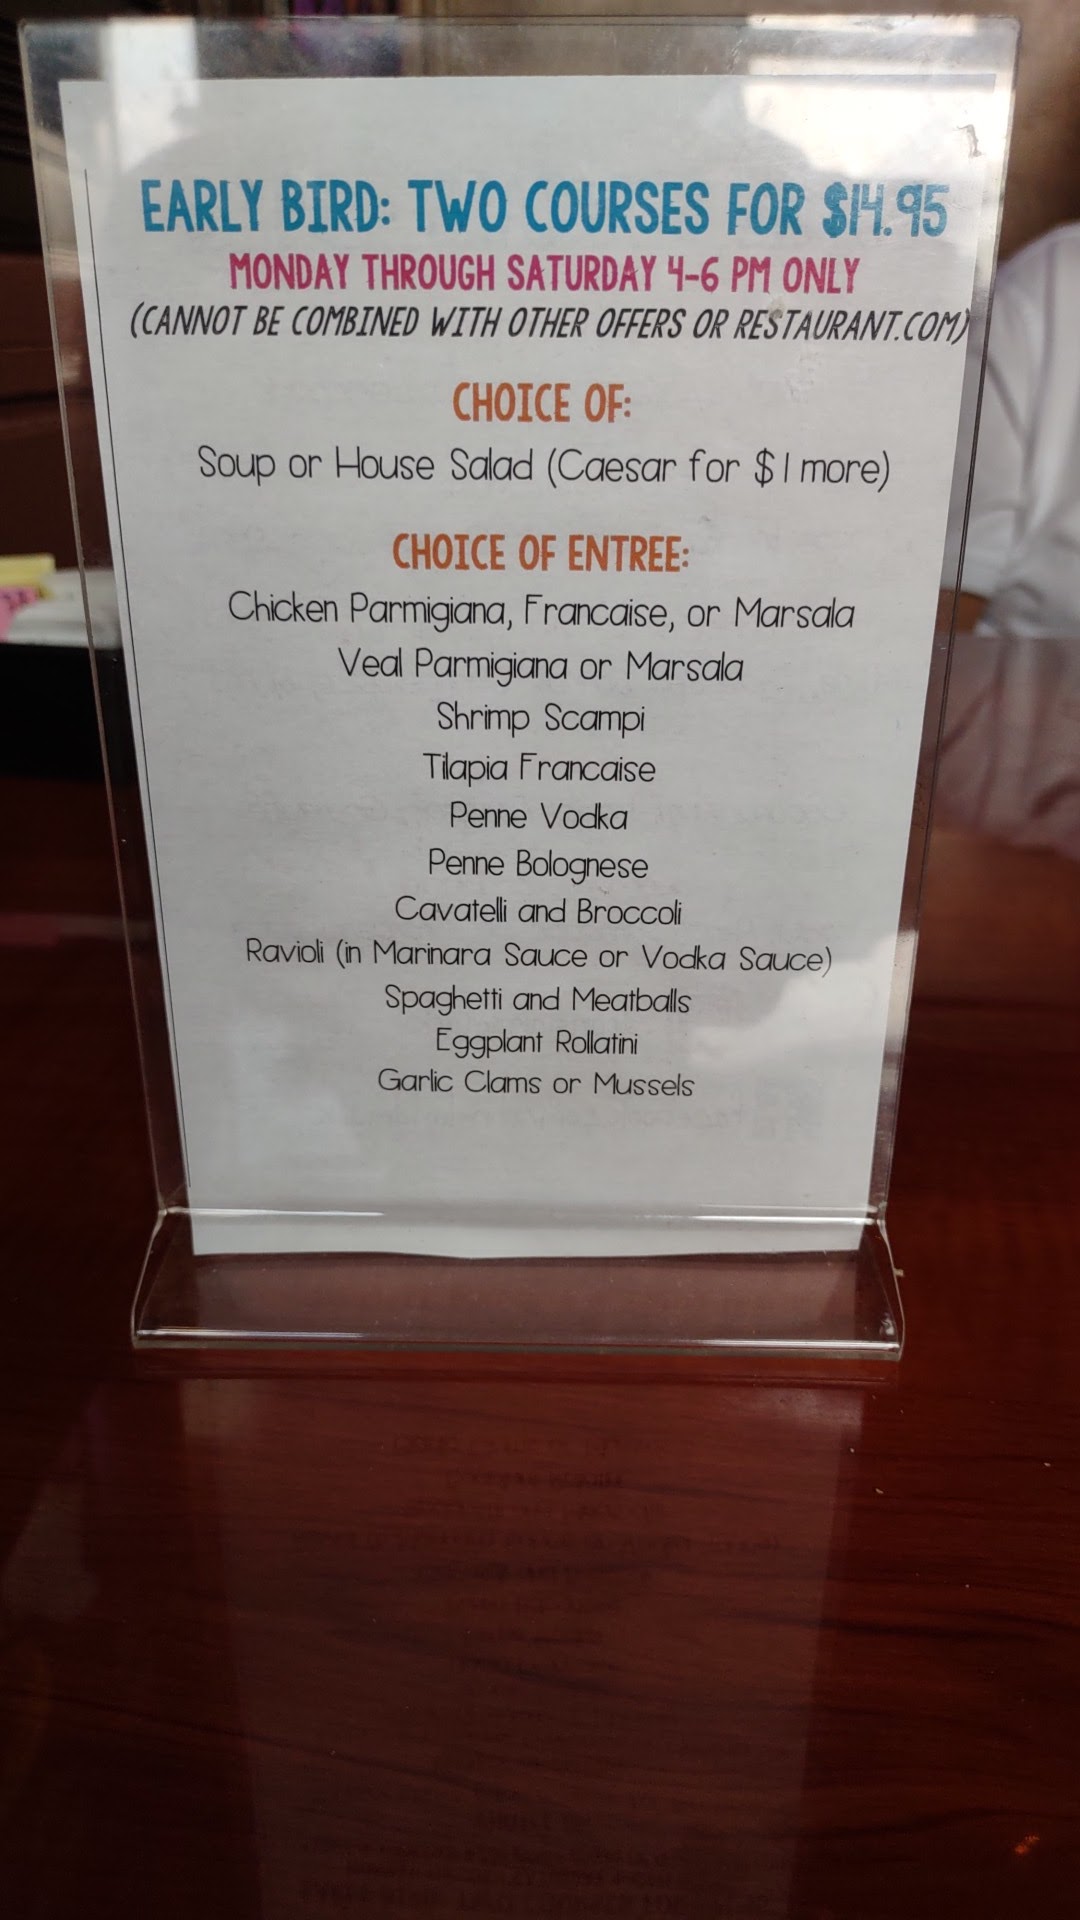 EARLY BIRD: TWO COURSES FOR $14.95
MONDAY THROUGH SATURDAY 4-6 PM ONLY
(CANNOT BE COMBINED WITH OTHER OFFERS OR RESTAURANT.COM)
CHOICE OF:
Soup or House Salad (Caesar for $1 more)
CHOICE OF ENTREE:
Chicken Parmigiana, Francaise, or Marsala
Veal Parmigiana or Marsala
Shrimp Scampi
Tilapia Francaise
Penne Vodka
Penne Bolognese
Cavatelli and Broccoli
Ravioli (in Marinara Sauce or Vodka Sauce)
Spaghetti and Meatballs
Eggplant Rollatini
Garlic Clams or Mussels